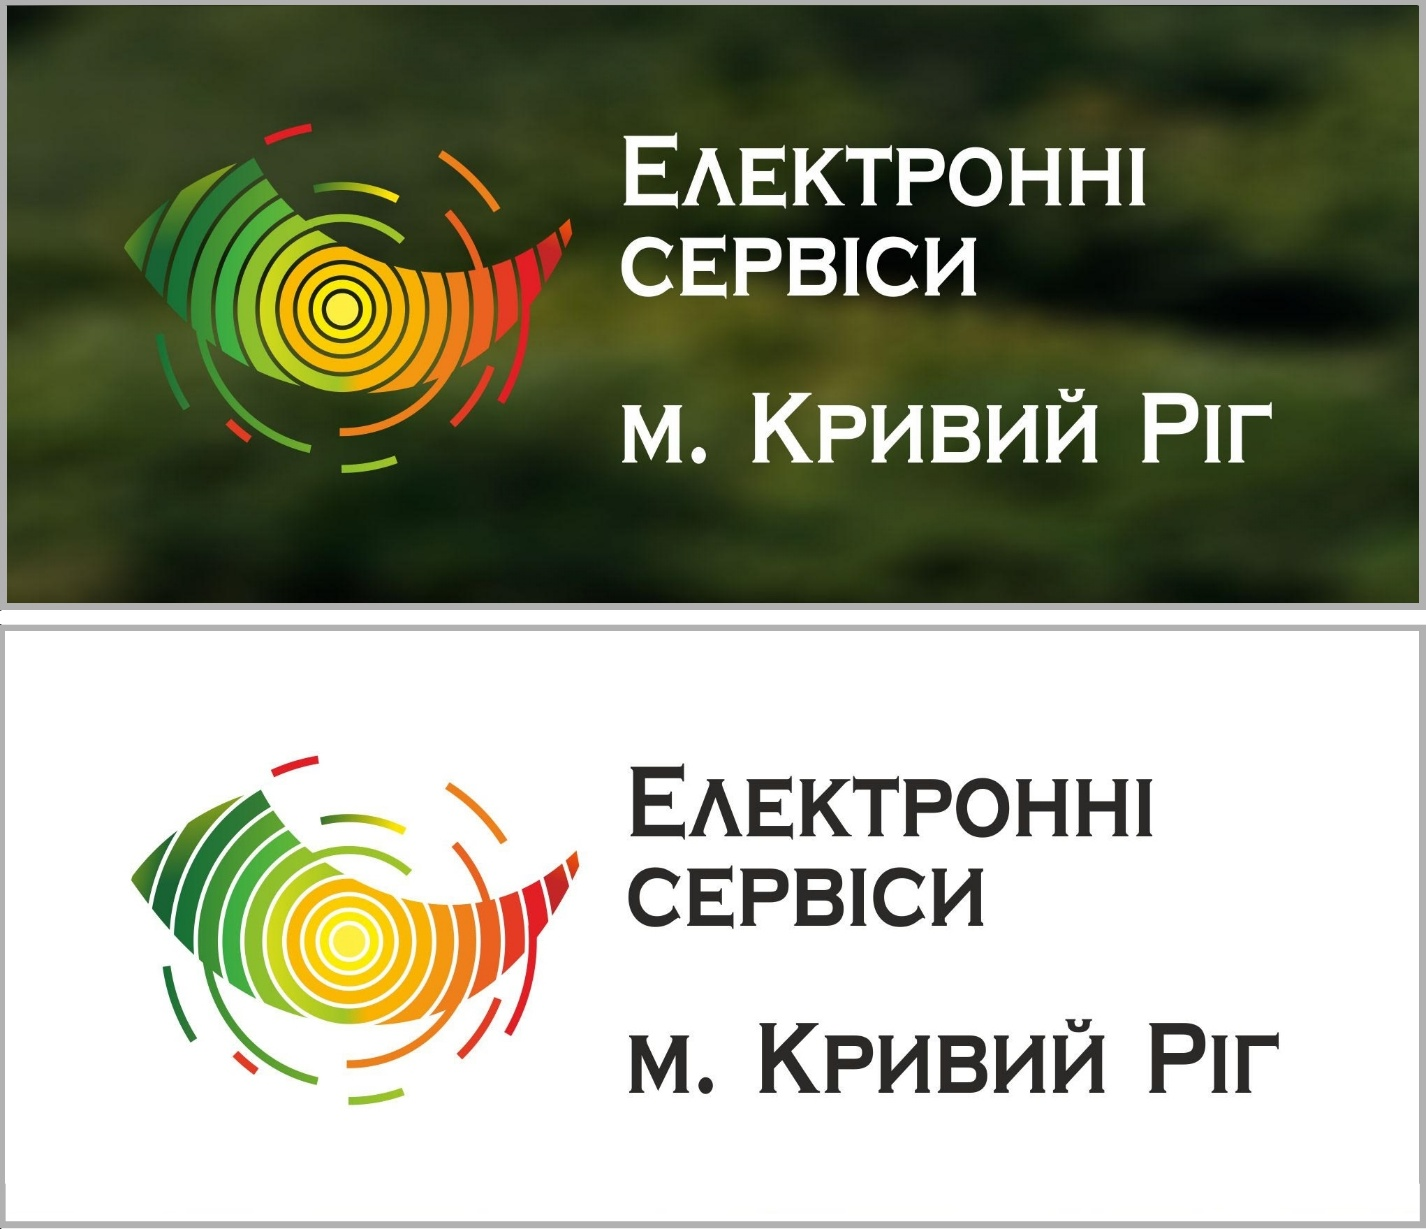 Електронні
сервіси
м. Кривий Ріг
Електронні
сервіси
м. Кривий Ріг